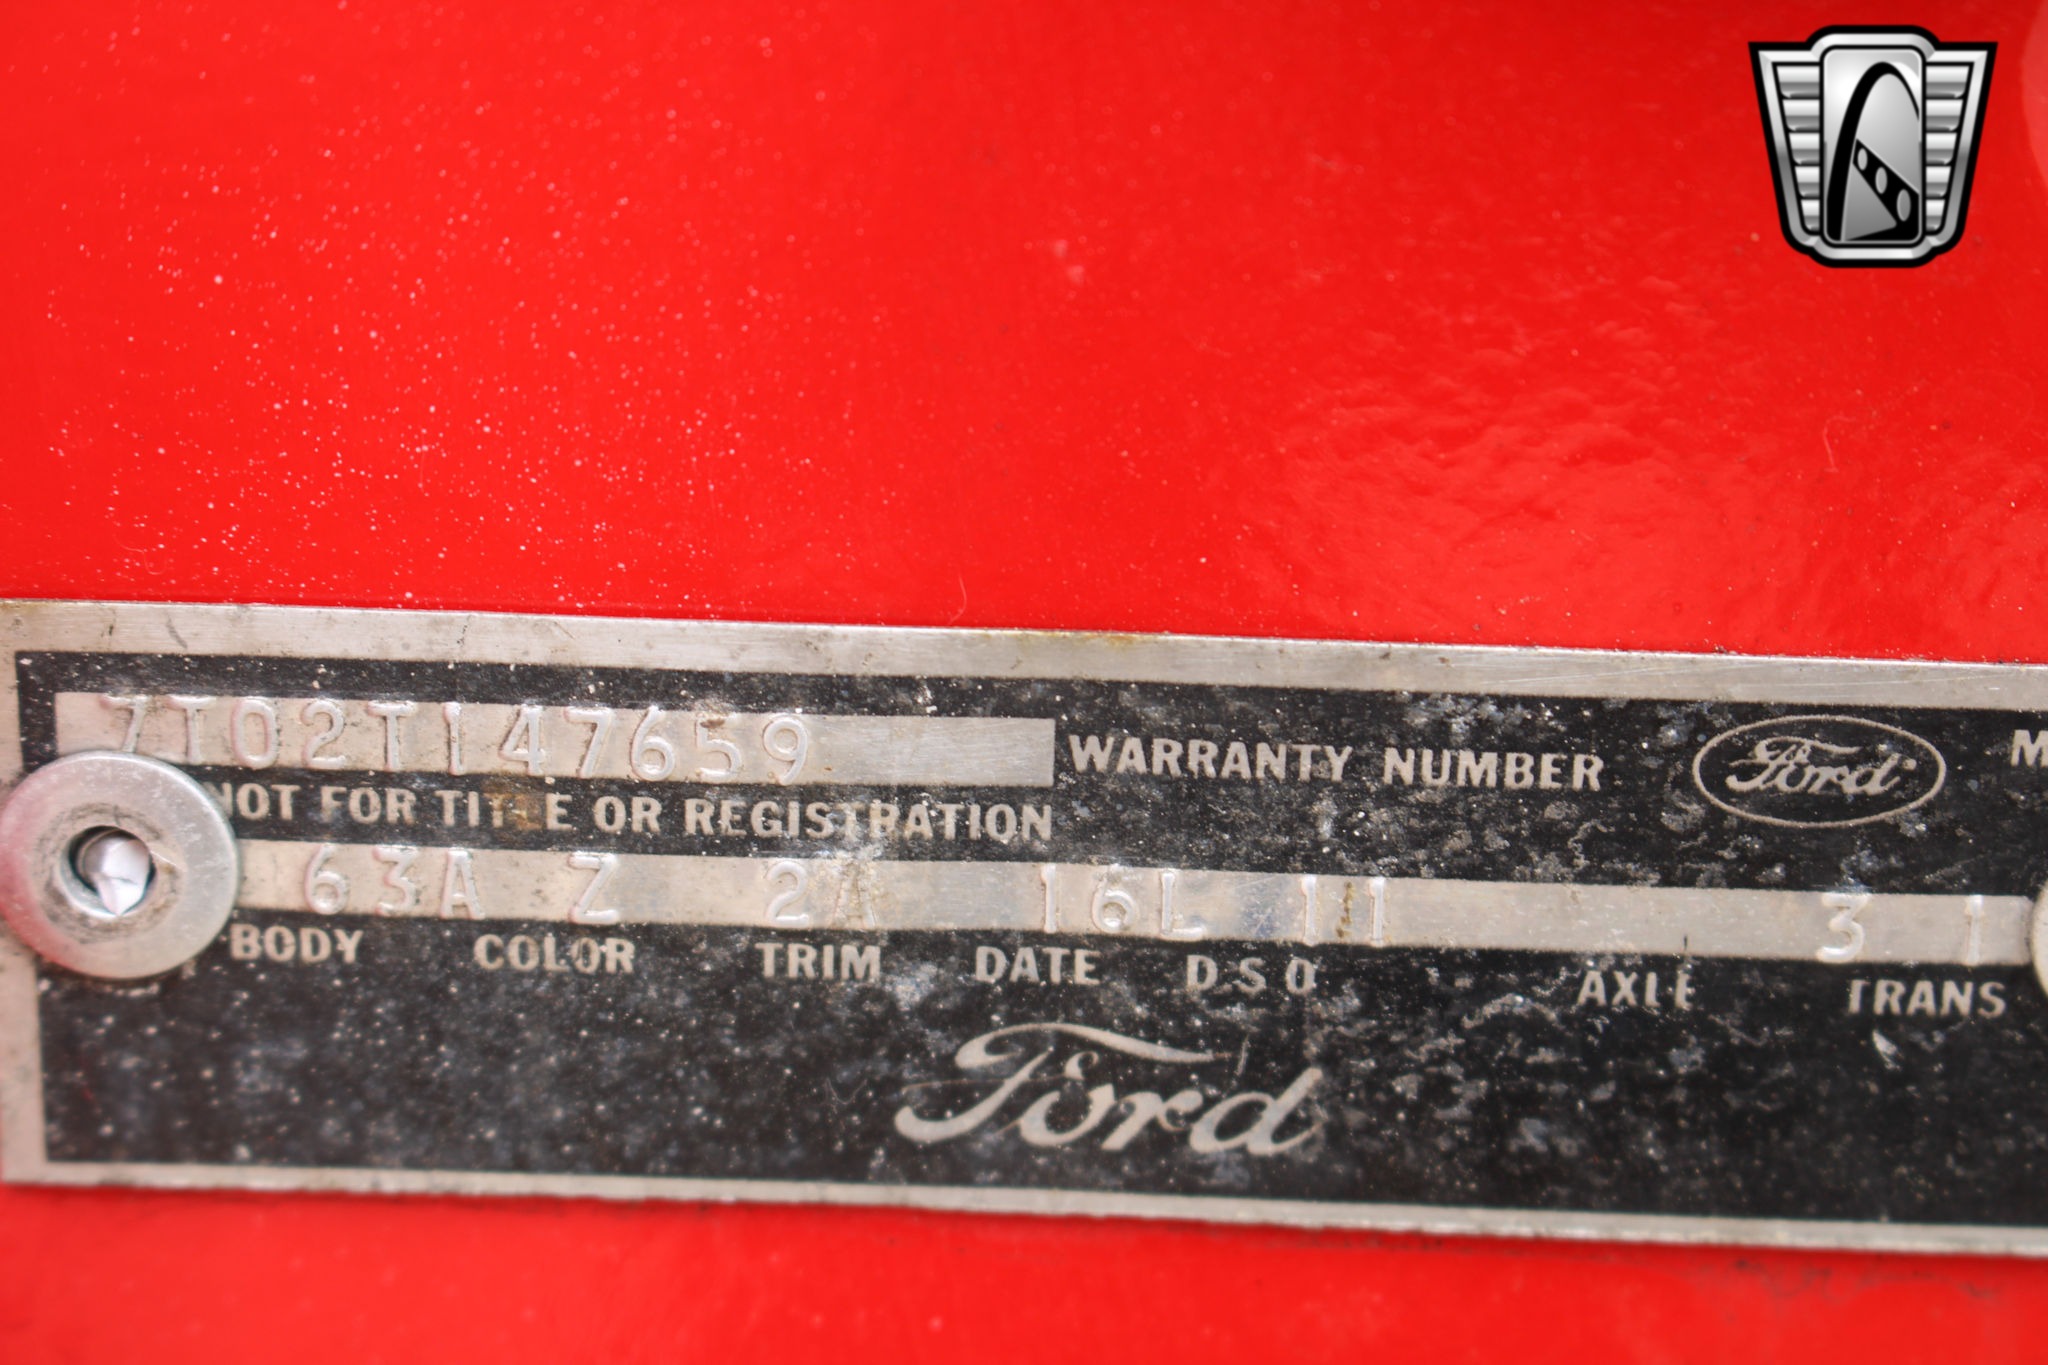 7T02T147659 WARRANTY NUMBER Ford M
NOT FOR TITLE OR REGISTRATION
63A Z 2A 16L 11 3 1
BODY COLOR TRIM DATE D.S.O. AXLE TRANS
Ford